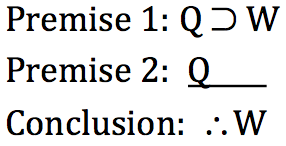 Premise 1: Q ⊃ W
Premise 2: Q
Conclusion: ∴ W